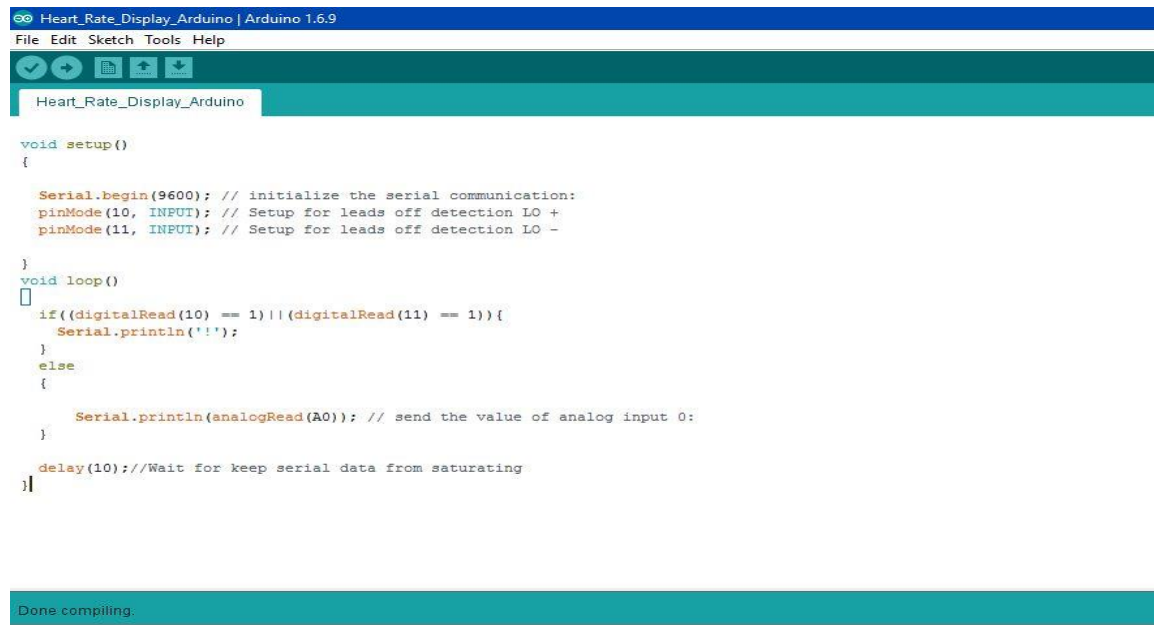 Heart_Rate_Display_Arduino | Arduino 1.6.9
File Edit Sketch Tools Help
Heart_Rate_Display_Arduino
void setup()
{
Serial.begin(9600); // initialize the serial communication:
pinMode(10, INPUT); // Setup for leads off detection LO +
pinMode(11, INPUT); // Setup for leads off detection LO -
}
void loop()
{
if((digitalRead(10) == 1)||(digitalRead(11) == 1)){
Serial.println('!');
}
else
{
Serial.println(analogRead(A0)); // send the value of analog input 0:
}
delay(10);//Wait for keep serial data from saturating
}
Done compiling.